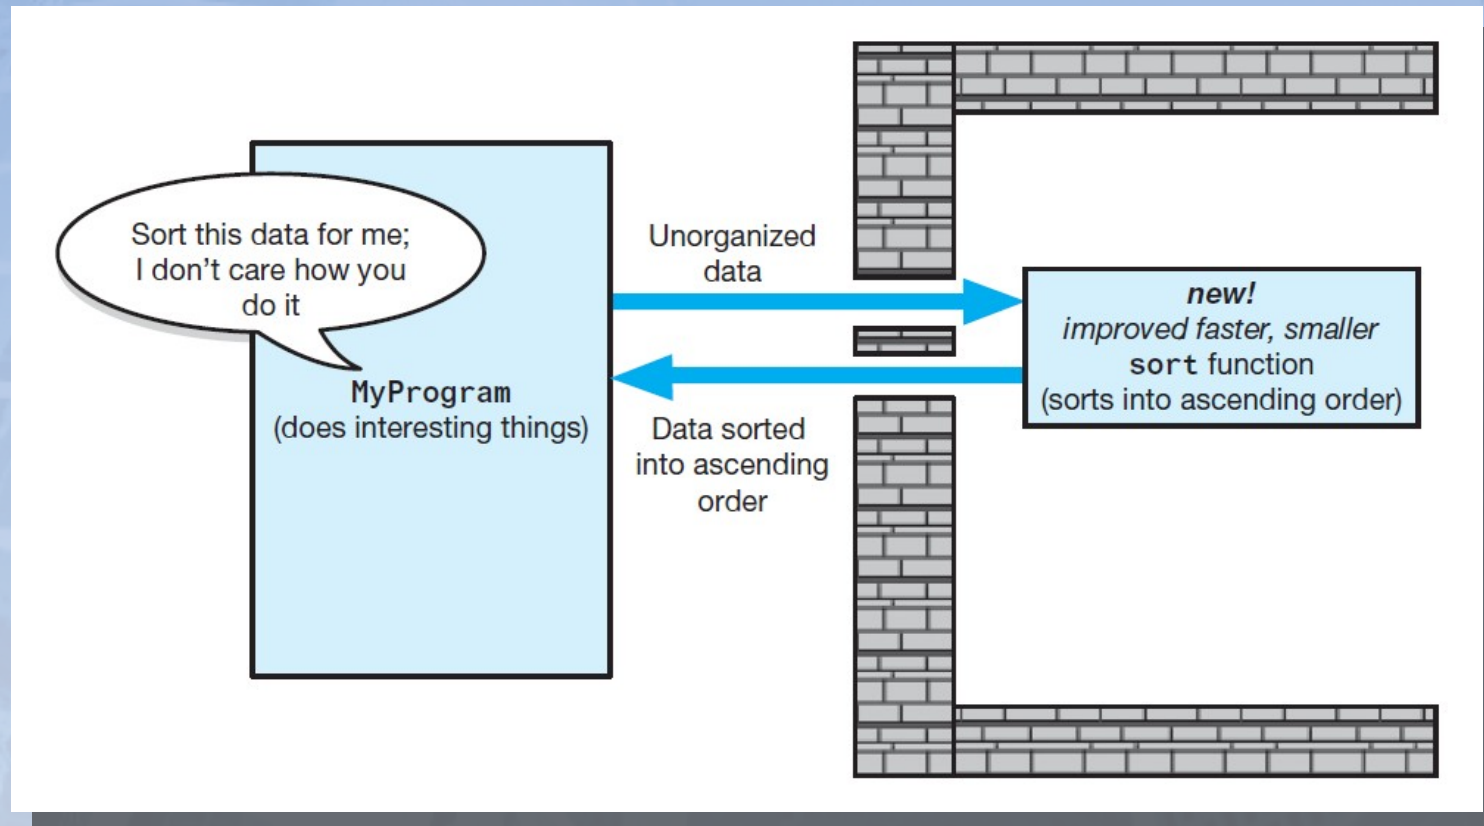 Sort this data for me;
I don’t care how you
do it
MyProgram
(does interesting things)
Unorganized
data
Data sorted
into ascending
order
new!
improved faster, smaller
sort function
(sorts into ascending order)